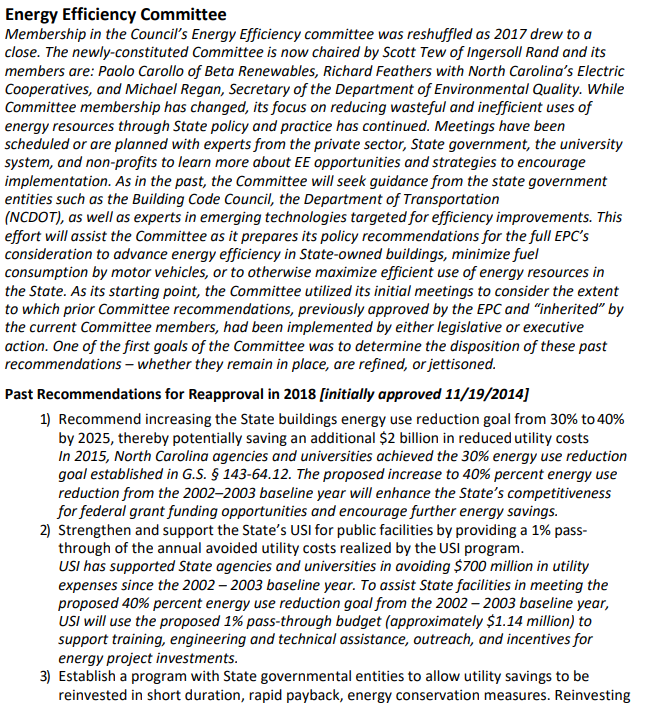 Energy Efficiency Committee
Membership in the Council's Energy Efficiency committee was reshuffled as 2017 drew to a
close. The newly-constituted Committee is now chaired by Scott Tew of Ingersoll Rand and its
members are: Paolo Carollo of Beta Renewables, Richard Feathers with North Carolina's Electric
Cooperatives, and Michael Regan, Secretary of the Department of Environmental Quality. While
Committee membership has changed, its focus on reducing wasteful and inefficient uses of
energy resources through State policy and practice has continued. Meetings have been
scheduled or are planned with experts from the private sector, State government, the university
system, and non-profits to learn more about EE opportunities and strategies to encourage
implementation. As in the past, the Committee will seek guidance from the state government
entities such as the Building Code Council, the Department of Transportation
(NCDOT), as well as experts in emerging technologies targeted for efficiency improvements. This
effort will assist the Committee as it prepares its policy recommendations for the full EPC's
consideration to advance energy efficiency in State-owned buildings, minimize fuel
consumption by motor vehicles, or to otherwise maximize efficient use of energy resources in
the State. As its starting point, the Committee utilized its initial meetings to consider the extent
to which prior Committee recommendations, previously approved by the EPC and "inherited" by
the current Committee members, had been implemented by either legislative or executive
action. One of the first goals of the Committee was to determine the disposition of these past
recommendations – whether they remain in place, are refined, or jettisoned.
Past Recommendations for Reapproval in 2018 [initially approved 11/19/2014]
1) Recommend increasing the State buildings energy use reduction goal from 30% to 40%
by 2025, thereby potentially saving an additional $2 billion in reduced utility costs
In 2015, North Carolina agencies and universities achieved the 30% energy use reduction
goal established in G.S. § 143-64.12. The proposed increase to 40% percent energy use
reduction from the 2002–2003 baseline year will enhance the State's competitiveness
for federal grant funding opportunities and encourage further energy savings.
2) Strengthen and support the State's USI for public facilities by providing a 1% pass-
through of the annual avoided utility costs realized by the USI program.
USI has supported State agencies and universities in avoiding $700 million in utility
expenses since the 2002 – 2003 baseline year. To assist State facilities in meeting the
proposed 40% percent energy use reduction goal from the 2002 – 2003 baseline year,
USI will use the proposed 1% pass-through budget (approximately $1.14 million) to
support training, engineering and technical assistance, outreach, and incentives for
energy project investments.
3) Establish a program with State governmental entities to allow utility savings to be
reinvested in short duration, rapid payback, energy conservation measures. Reinvesting